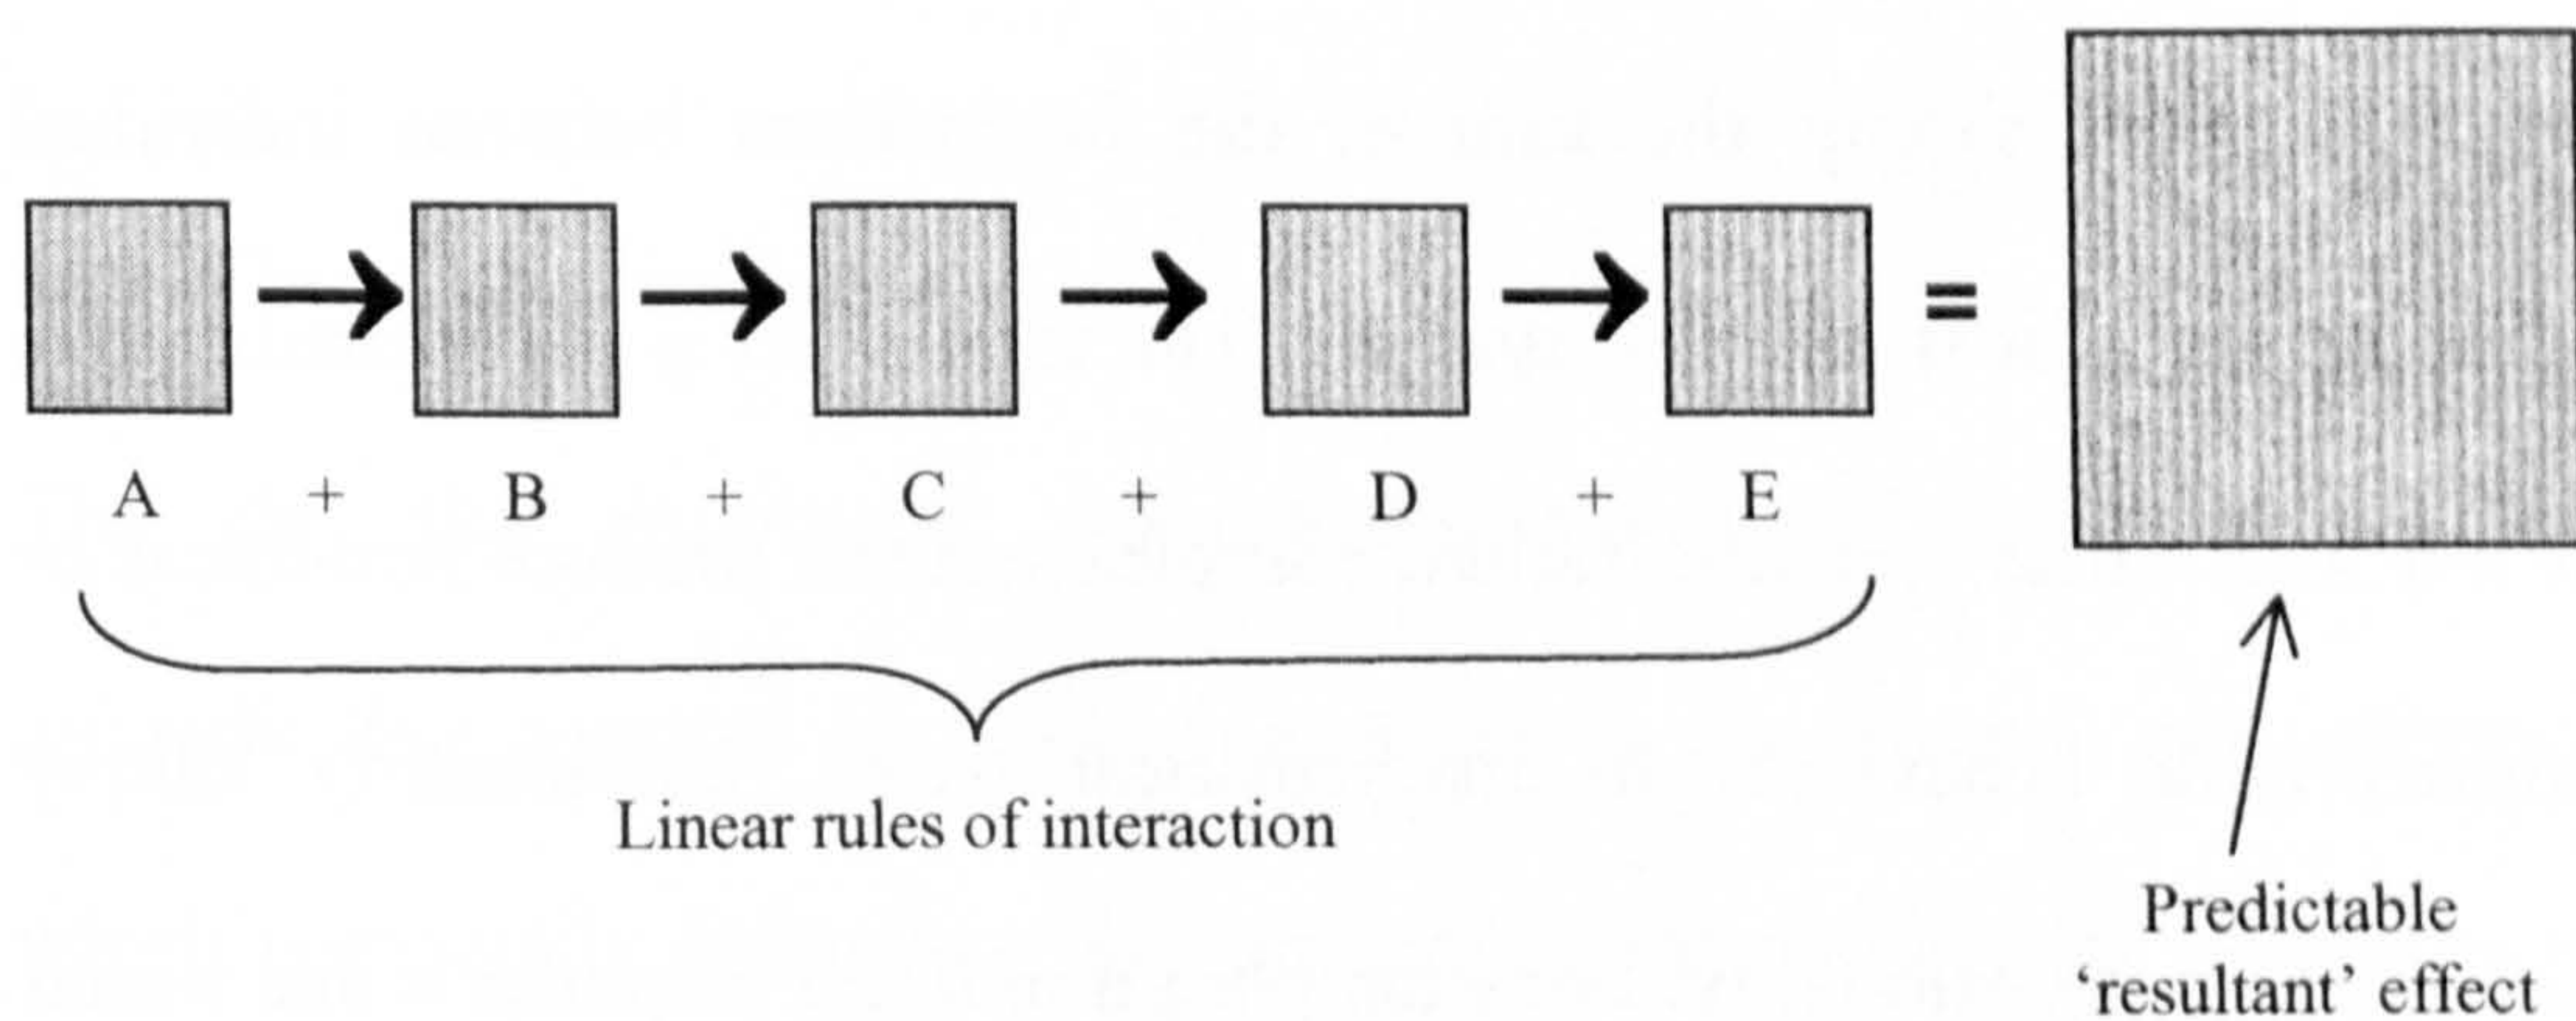 =
A + B + C + D + E
Linear rules of interaction
Predictable
‘resultant’ effect